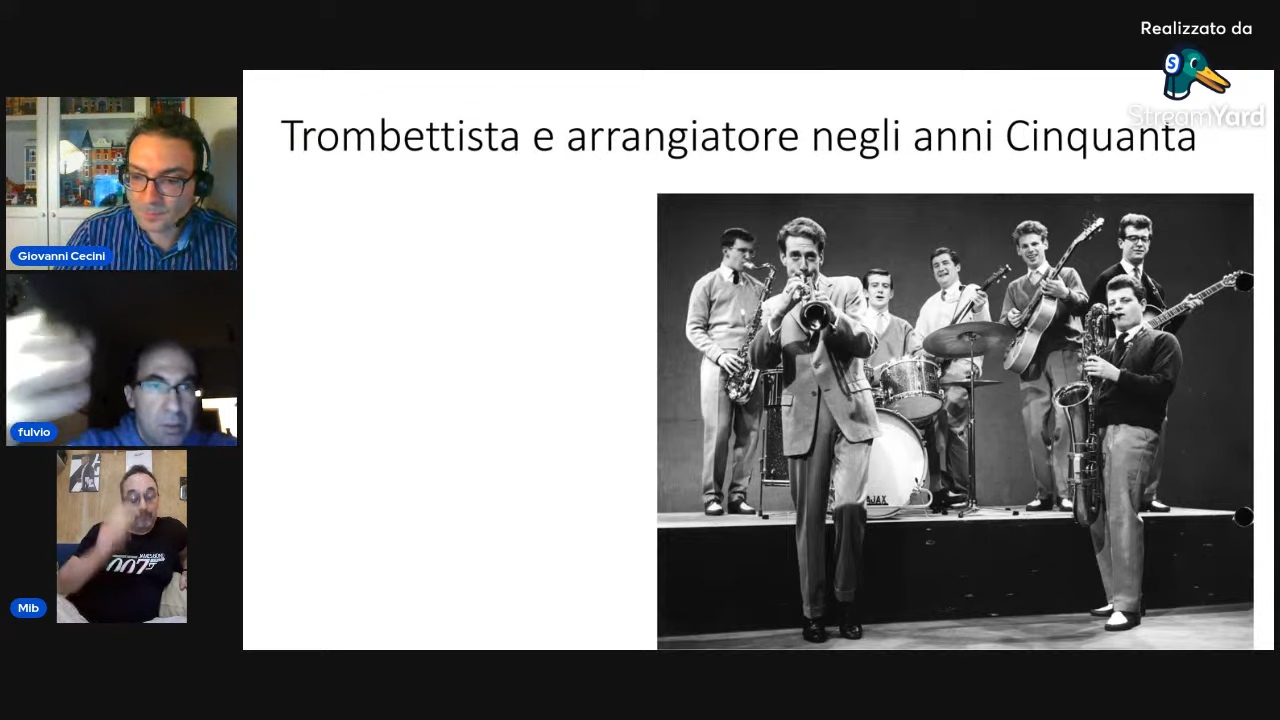 Realizzato da
StreamYard
Trombettista e arrangiatore negli anni Cinquanta
Giovanni Cecini
fulvio
Mib
007
AJAX